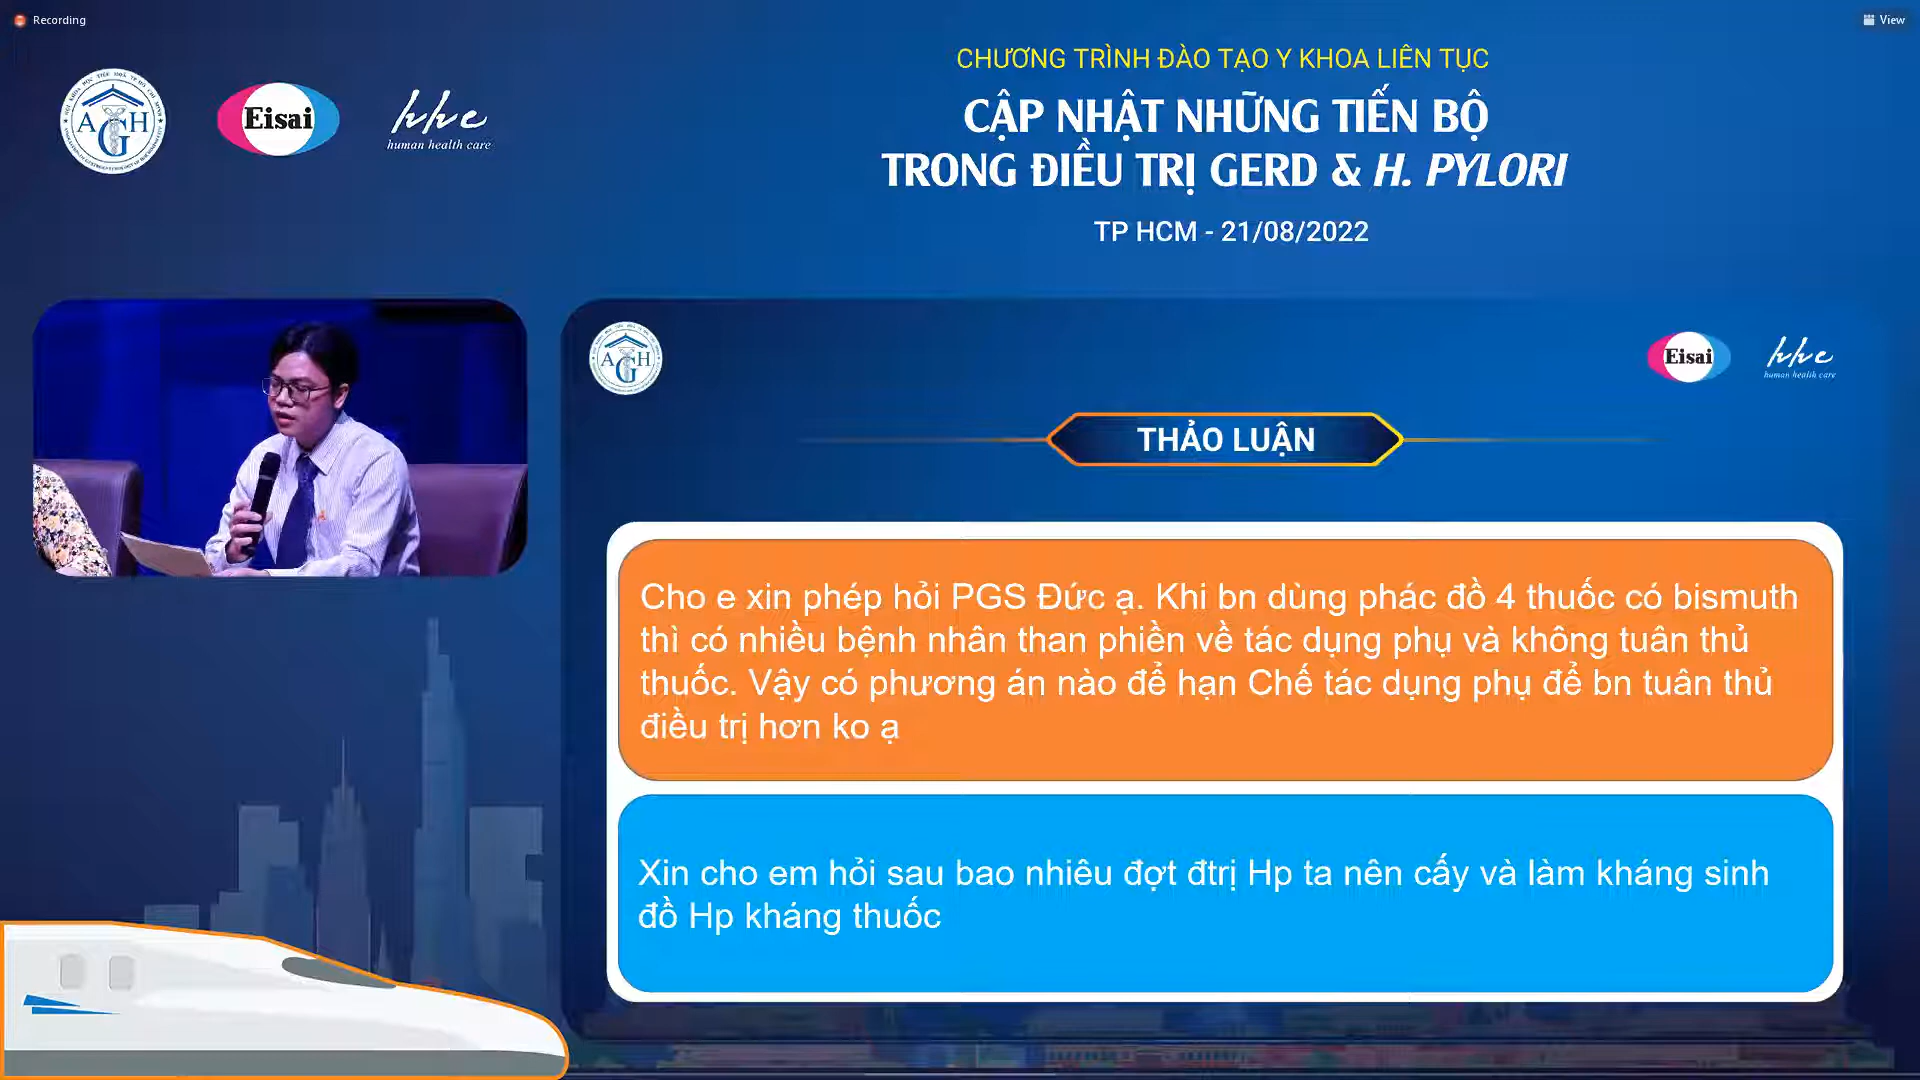 Recording
View
CHƯƠNG TRÌNH ĐÀO TẠO Y KHOA LIÊN TỤC
CẬP NHẬT NHỮNG TIẾN BỘ
TRONG ĐIỀU TRỊ GERD & H. PYLORI
TP HCM - 21/08/2022
AGH
Eisai
hhc
human health care
AGH
Eisai
hhc
human health care
THẢO LUẬN
Cho e xin phép hỏi PGS Đức ạ. Khi bn dùng phác đồ 4 thuốc có bismuth
thì có nhiều bệnh nhân than phiền về tác dụng phụ và không tuân thủ
thuốc. Vậy có phương án nào để hạn Chế tác dụng phụ để bn tuân thủ
điều trị hơn ko ạ
Xin cho em hỏi sau bao nhiêu đợt đtrị Hp ta nên cấy và làm kháng sinh
đồ Hp kháng thuốc